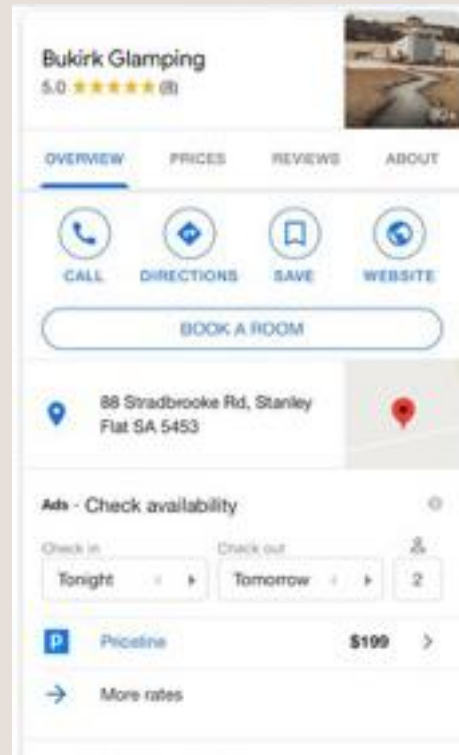 Bukirk Glamping
5.0 ★★★★★ (8)
OVERVIEW PRICES REVIEWS ABOUT
CALL DIRECTIONS SAVE WEBSITE
BOOK A ROOM
88 Stradbrooke Rd, Stanley
Flat SA 5453
Ads - Check availability
Check in Check out
Tonight Tomorrow 2
Priceline $199
More rates